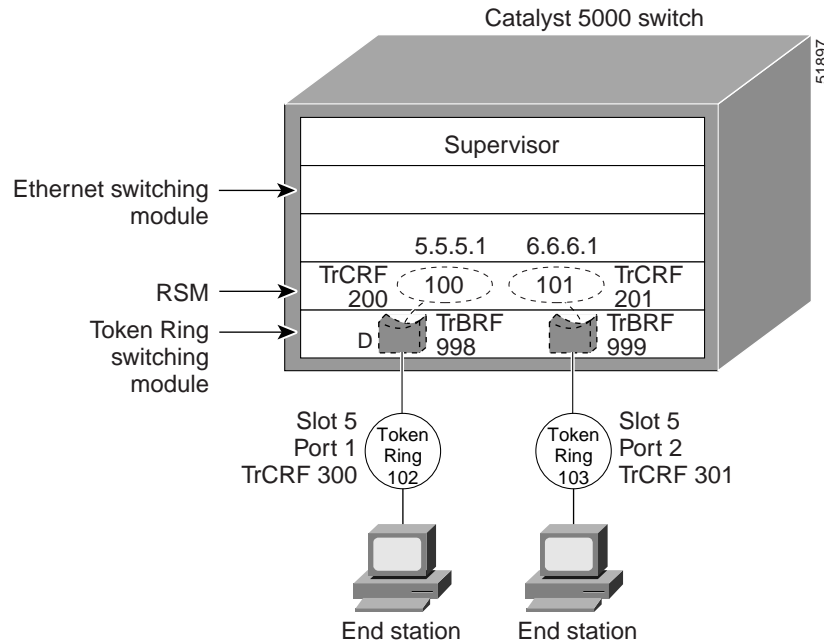 Catalyst 5000 switch
51897
Supervisor
Ethernet switching
module
5.5.5.1
6.6.6.1
RSM
TrCRF
200
100
101
TrCRF
201
Token Ring
switching
module
D
TrBRF
998
TrBRF
999
Slot 5
Port 1
TrCRF 300
Token
Ring
102
Token
Ring
103
Slot 5
Port 2
TrCRF 301
End station
End station